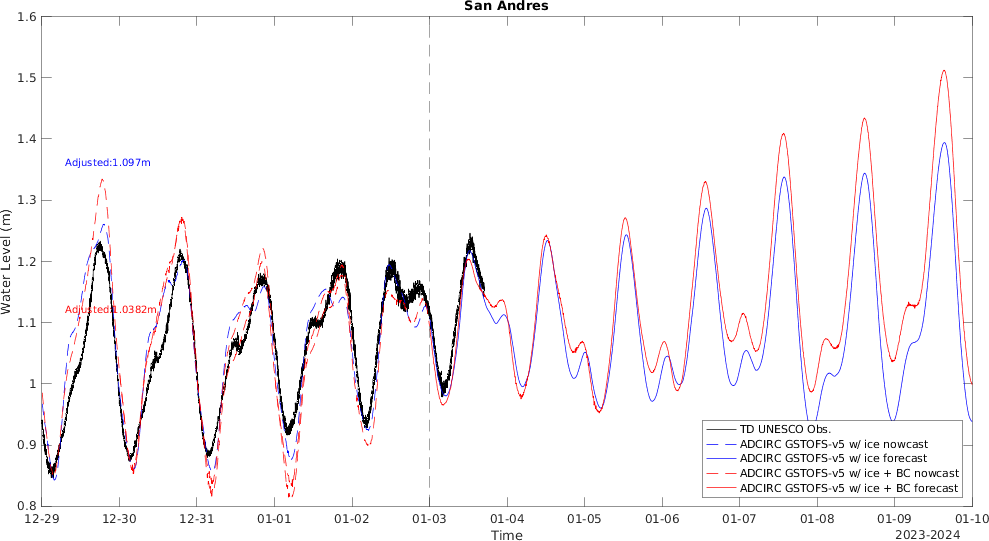 San Andres
Water Level (m)
1.6
1.5
1.4
1.3
1.2
1.1
1
0.9
0.8
Adjusted:1.097m
Adjusted:1.0382m
TD UNESCO Obs.
ADCIRC GSTOFS-v5 w/ ice nowcast
ADCIRC GSTOFS-v5 w/ ice forecast
ADCIRC GSTOFS-v5 w/ ice + BC nowcast
ADCIRC GSTOFS-v5 w/ ice + BC forecast
12-29 12-30 12-31 01-01 01-02 01-03 01-04 01-05 01-06 01-07 01-08 01-09 01-10
Time
2023-2024